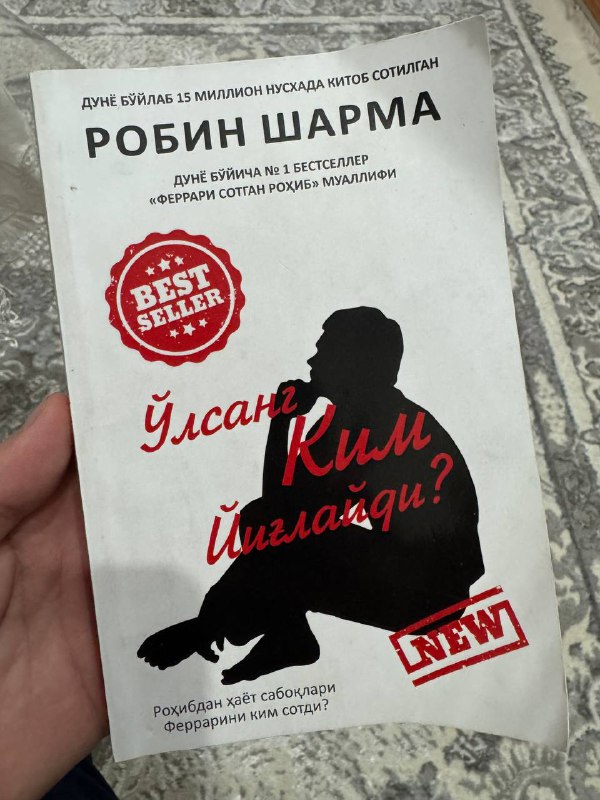 ДУНЁ БЎЙЛАБ 15 МИЛЛИОН НУСХАДА КИТОБ СОТИЛГАН
РОБИН ШАРМА
ДУНЁ БЎЙИЧА № 1 БЕСТСЕЛЛЕР
«ФЕРРАРИ СОТГАН РОҲИБ» МУАЛЛИФИ
BEST
SELLER
Ўлсанг
Ким
Йиғлайди?
NEW
Роҳибдан ҳаёт сабоқлари
Феррарини ким сотди?